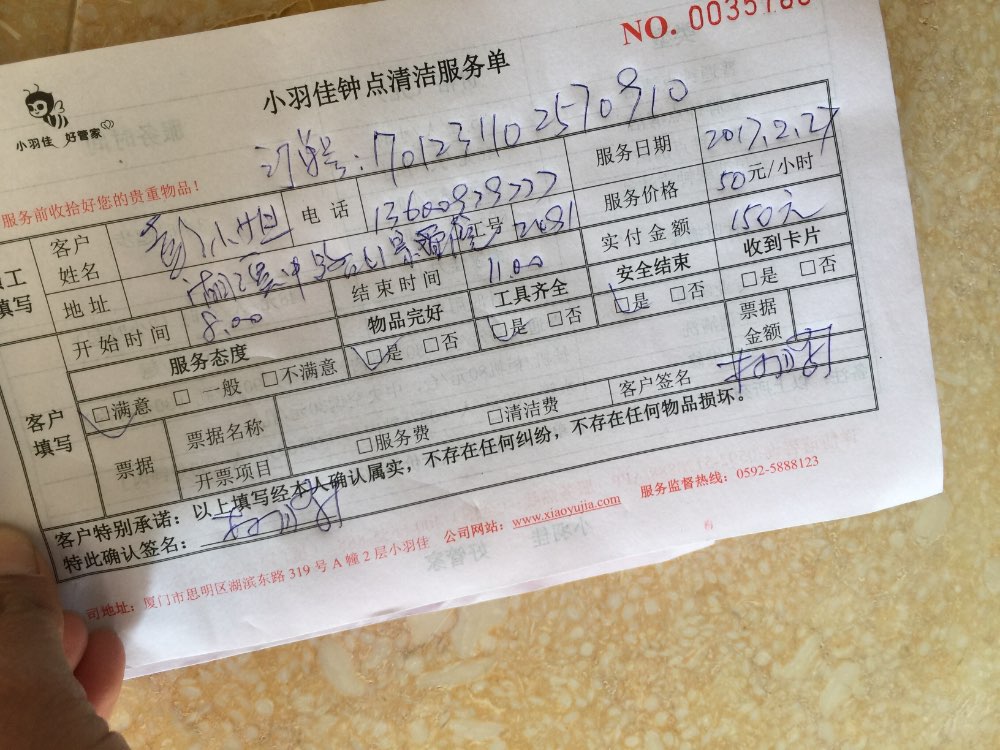 NO. 0035
小羽佳 好管家
小羽佳钟点清洁服务单
订单号：17012311025 70910
服务前收拾好您的贵重物品！
客户姓名 小姐 电话 服务日期 2017.2.27
地址 湖滨中路 工号 服务价格 50元/小时
开始时间 8:00 结束时间 11:00 实付金额 150元
服务态度 物品完好 工具齐全 安全结束 收到卡片
□满意 □一般 □不满意 □是 □否 □是 □否 □是 □否 □是 □否
客户填写
票据 票据名称 票据金额
开票项目 □服务费 □清洁费 客户签名
客户特别承诺：以上填写经本人确认属实，不存在任何纠纷，不存在任何物品损坏。
特此确认签名：
司地址：厦门市思明区湖滨东路319号A幢2层小羽佳 公司网站：www.xiaoyujia.com 服务监督热线：0592-5888123